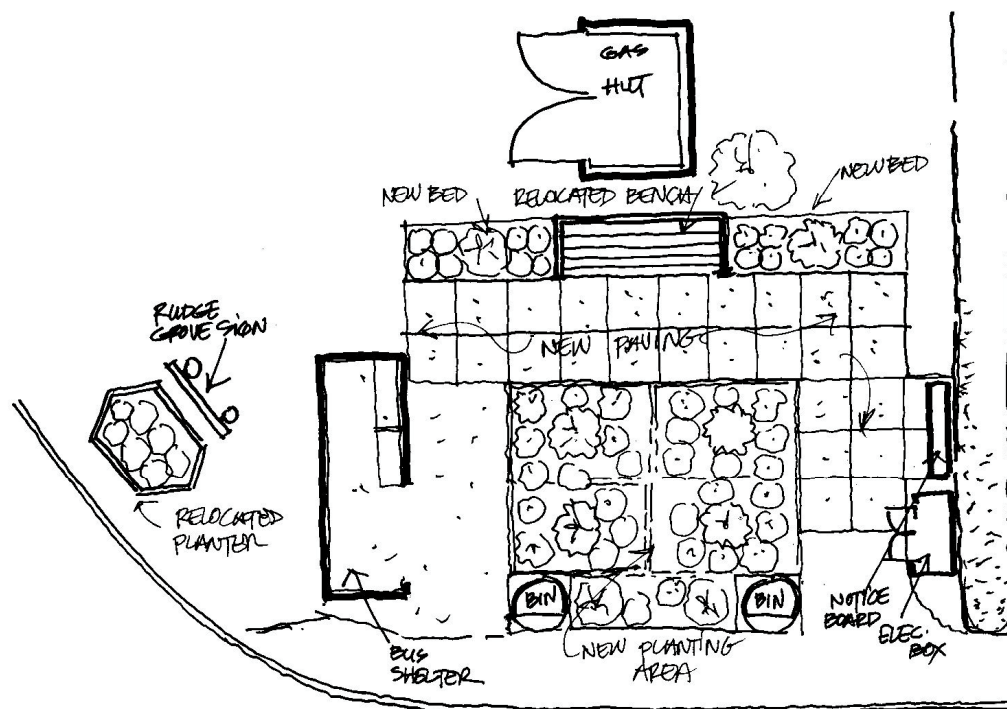 GAS
HUT
NEW BED
RELOCATED BENCH
NEW BED
RUDGE
GROVE SIGN
NEW PAVING
RELOCATED
PLANTER
BIN
BIN
NOTICE
BOARD
ELEC.
BOX
BUS
SHELTER
NEW PLANTING
AREA